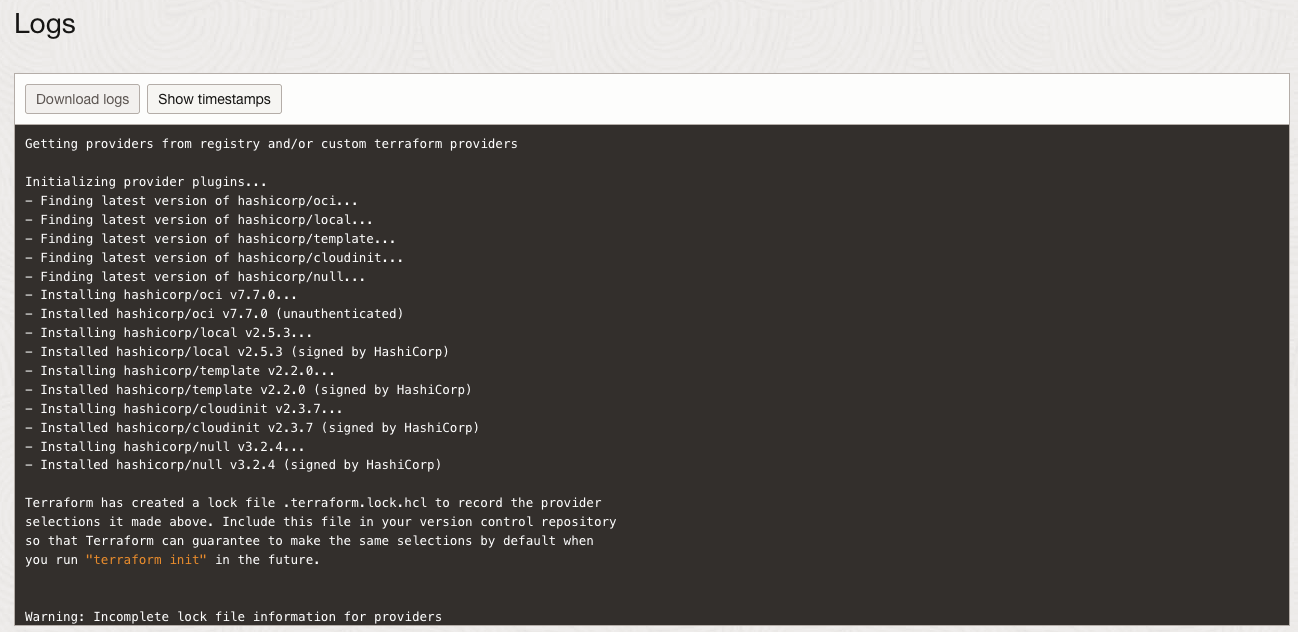 Logs
Download logs
Show timestamps
Getting providers from registry and/or custom terraform providers
Initializing provider plugins...
- Finding latest version of hashicorp/oci...
- Finding latest version of hashicorp/local...
- Finding latest version of hashicorp/template...
- Finding latest version of hashicorp/cloudinit...
- Finding latest version of hashicorp/null...
- Installing hashicorp/oci v7.7.0...
- Installed hashicorp/oci v7.7.0 (unauthenticated)
- Installing hashicorp/local v2.5.3...
- Installed hashicorp/local v2.5.3 (signed by HashiCorp)
- Installing hashicorp/template v2.2.0...
- Installed hashicorp/template v2.2.0 (signed by HashiCorp)
- Installing hashicorp/cloudinit v2.3.7...
- Installed hashicorp/cloudinit v2.3.7 (signed by HashiCorp)
- Installing hashicorp/null v3.2.4...
- Installed hashicorp/null v3.2.4 (signed by HashiCorp)
Terraform has created a lock file .terraform.lock.hcl to record the provider
selections it made above. Include this file in your version control repository
so that Terraform can guarantee to make the same selections by default when
you run "terraform init" in the future.
Warning: Incomplete lock file information for providers